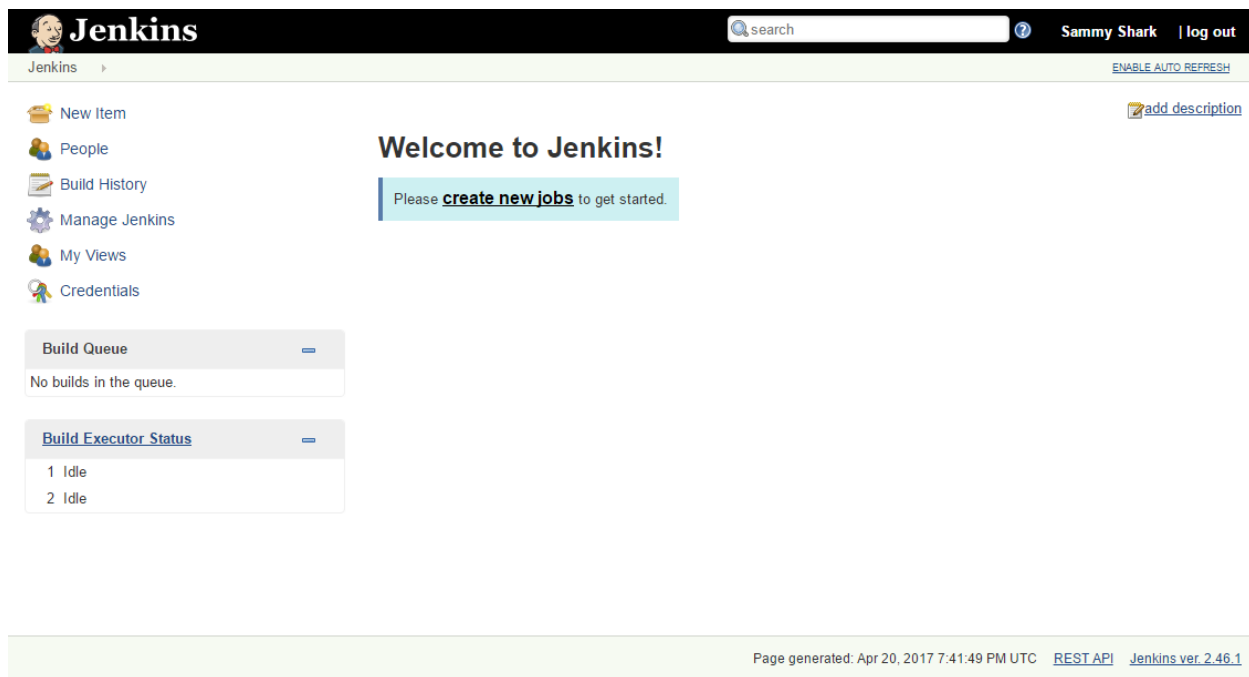 Jenkins
search
Sammy Shark | log out
Jenkins
ENABLE AUTO REFRESH
New Item
People
Build History
Manage Jenkins
My Views
Credentials
Build Queue
No builds in the queue.
Build Executor Status
1 Idle
2 Idle
add description
Welcome to Jenkins!
Please create new jobs to get started.
Page generated: Apr 20, 2017 7:41:49 PM UTC REST API Jenkins ver. 2.46.1